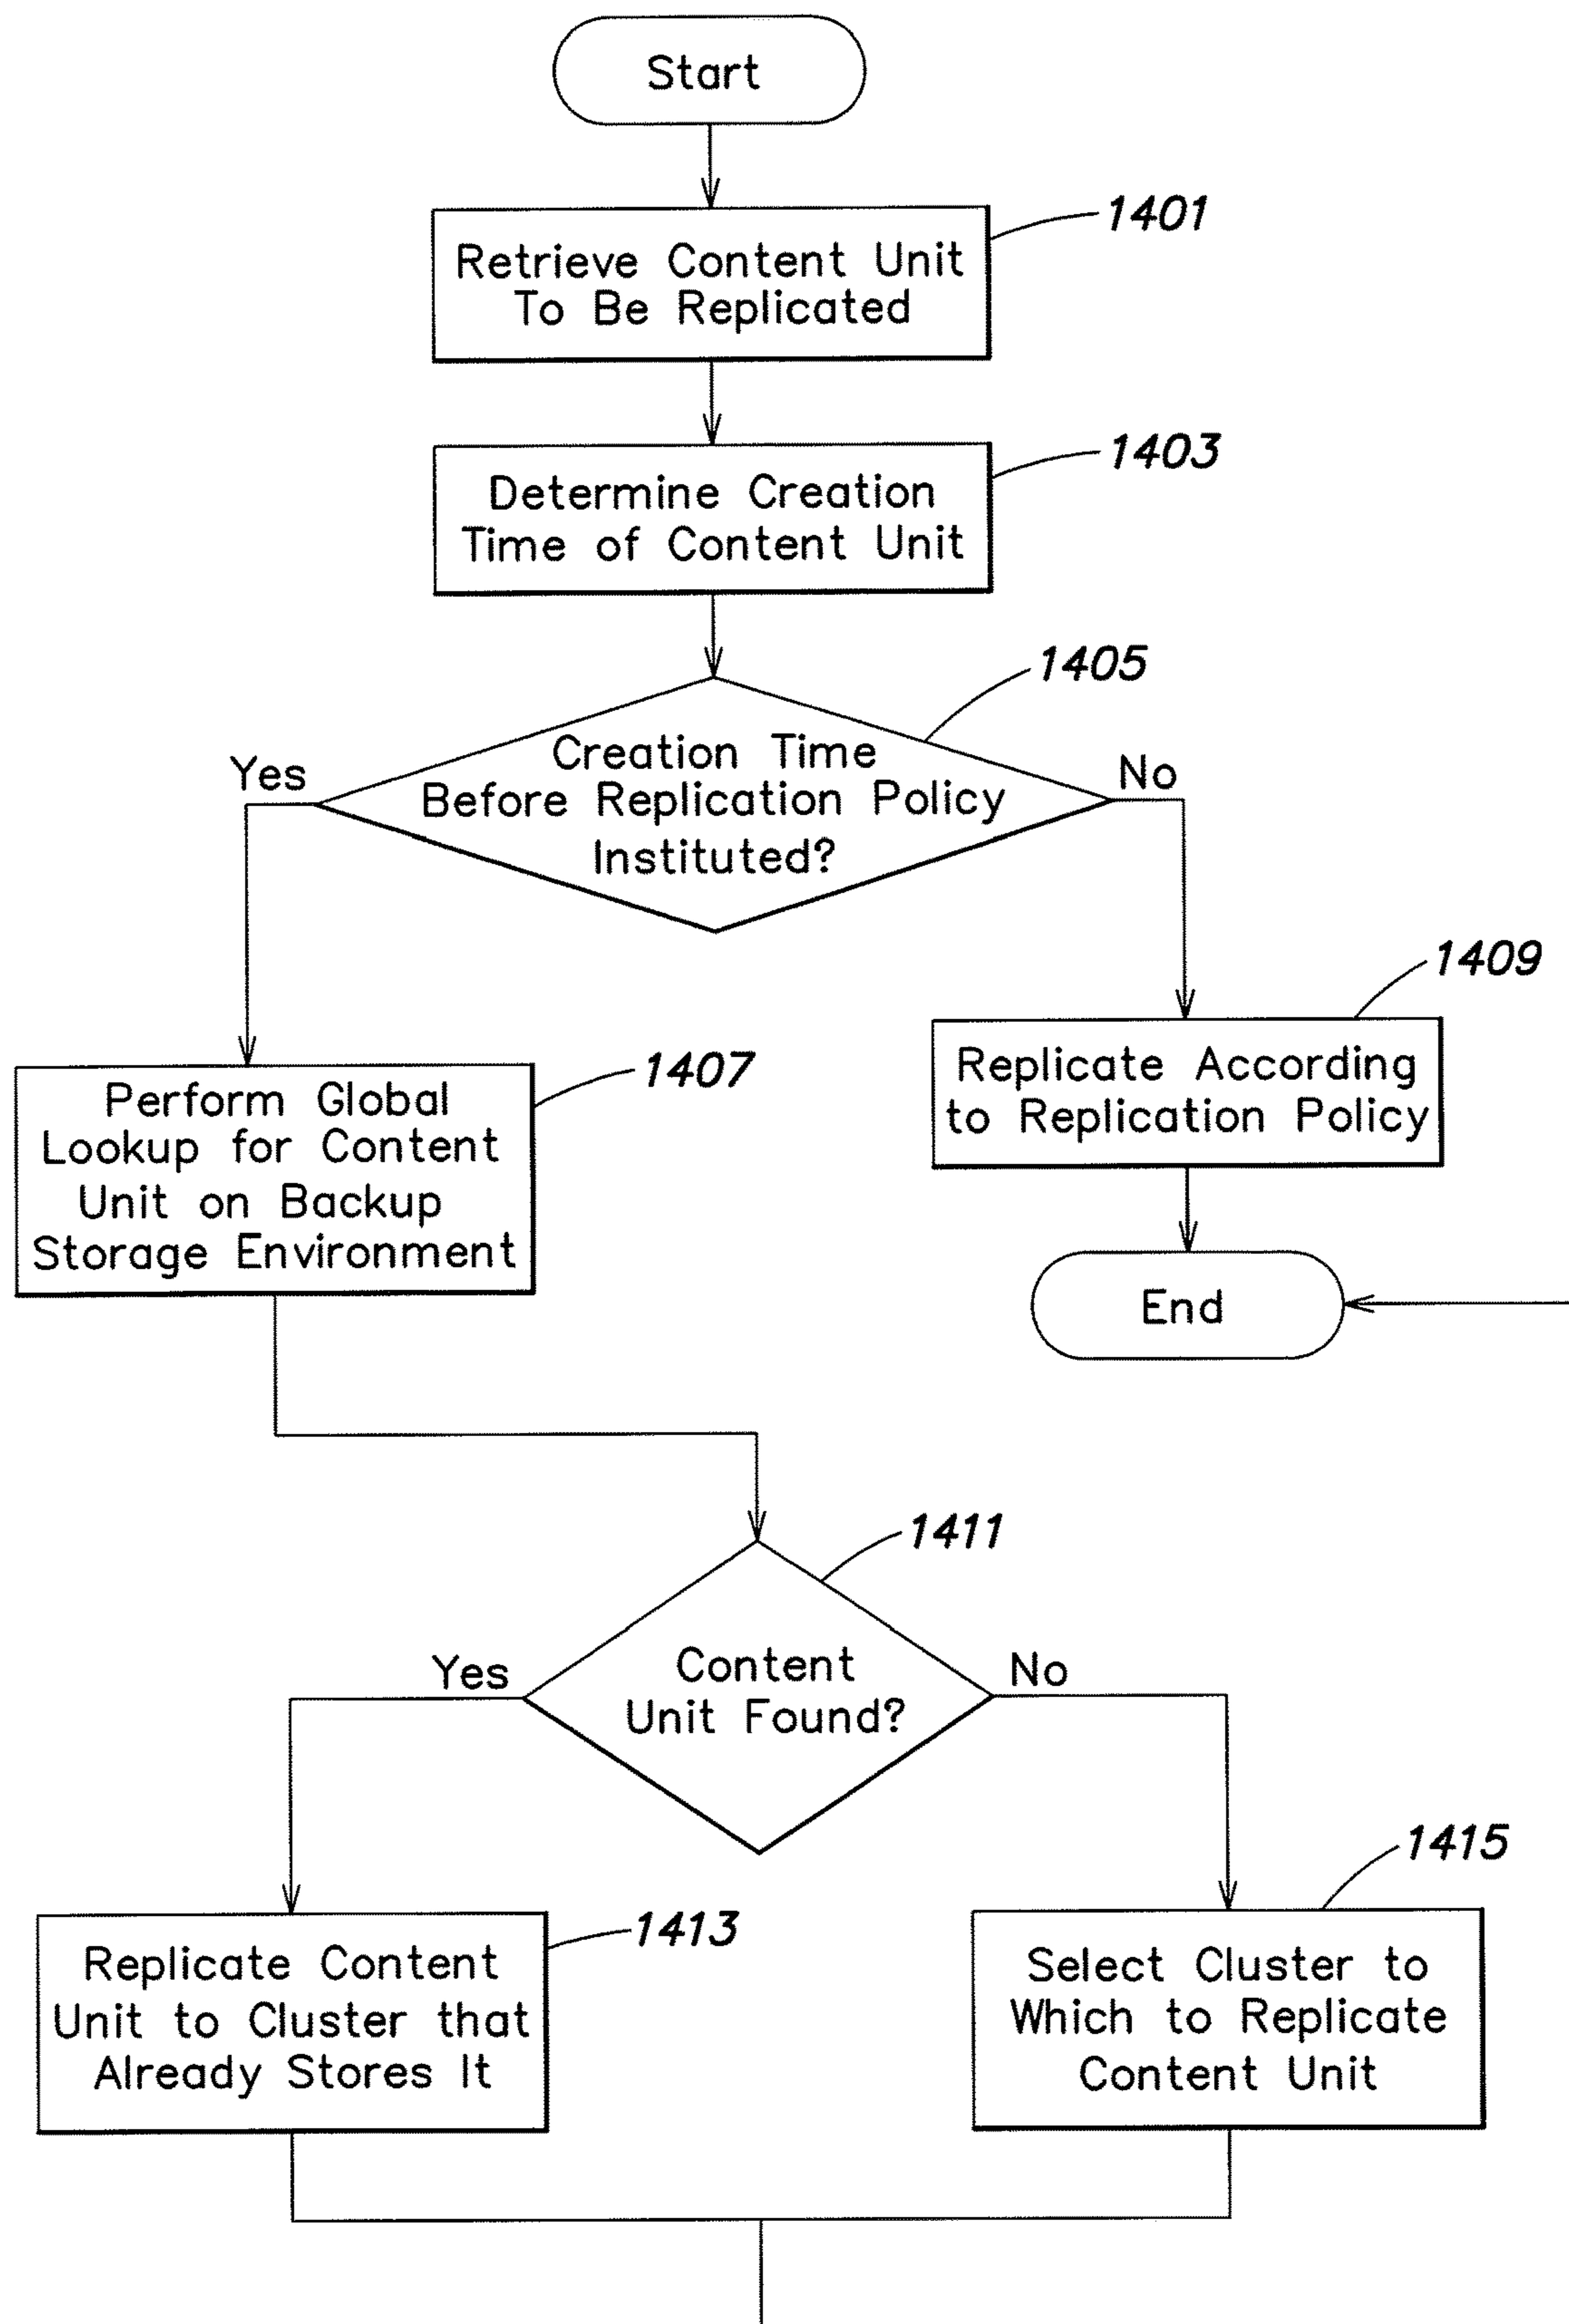 Start
1401
Retrieve Content Unit
To Be Replicated
1403
Determine Creation
Time of Content Unit
1405
Creation Time
Before Replication Policy
Instituted?
Yes
No
1409
Replicate According
to Replication Policy
1407
Perform Global
Lookup for Content
Unit on Backup
Storage Environment
End
1411
Content
Unit Found?
Yes
No
1413
Replicate Content
Unit to Cluster that
Already Stores It
1415
Select Cluster to
Which to Replicate
Content Unit